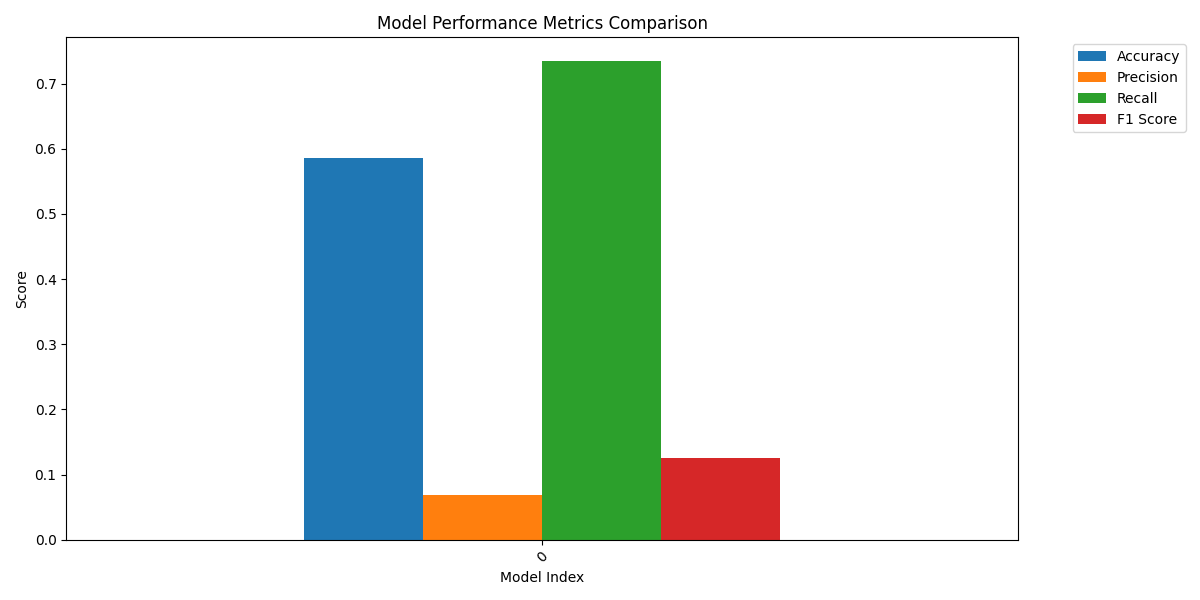 Model Performance Metrics Comparison
Accuracy
Precision
Recall
F1 Score
Score
0.7
0.6
0.5
0.4
0.3
0.2
0.1
0.0
0
Model Index